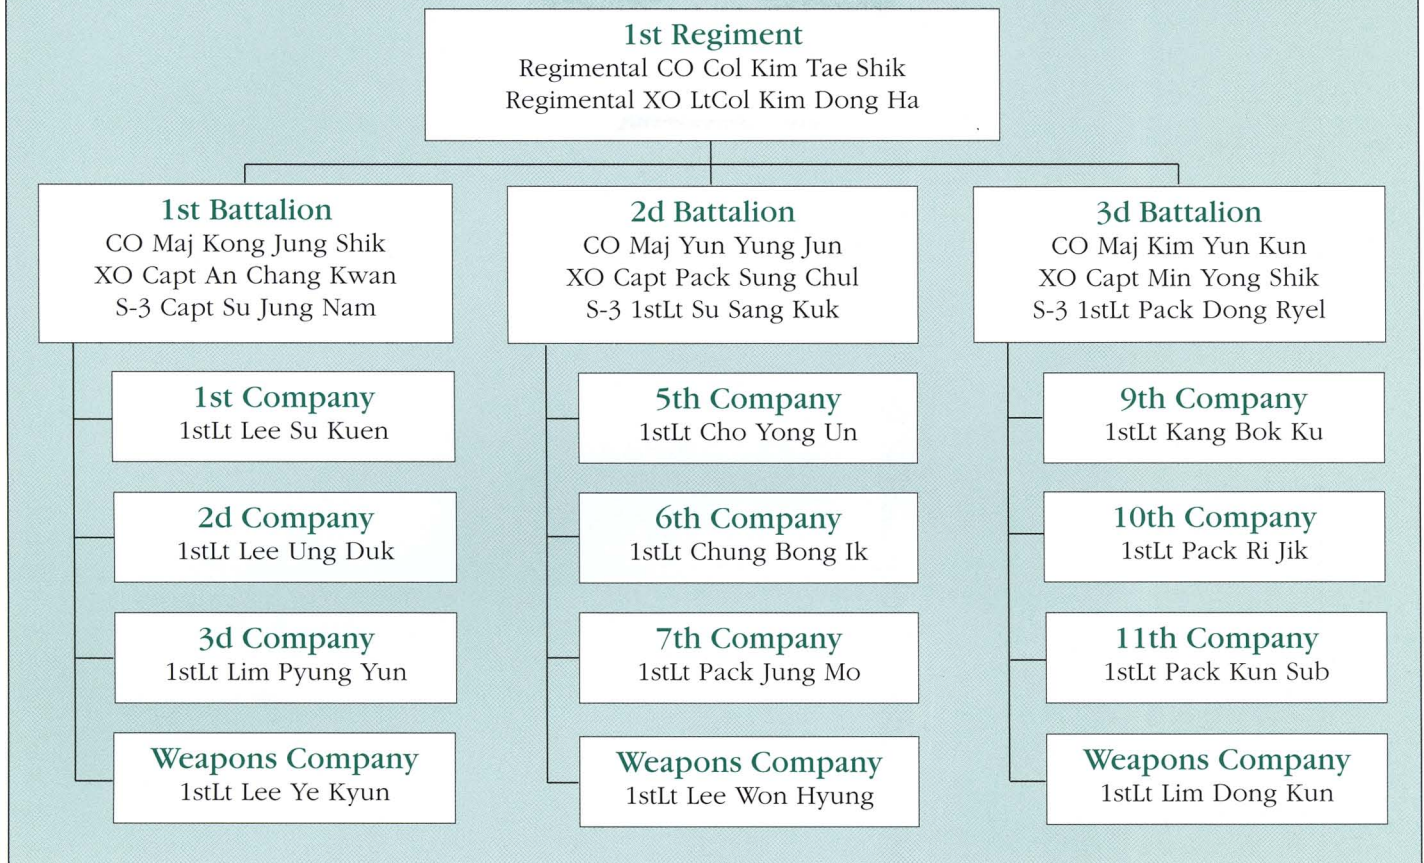 1st Regiment
Regimental CO Col Kim Tae Shik
Regimental XO LtCol Kim Dong Ha
1st Battalion
CO Maj Kong Jung Shik
XO Capt An Chang Kwan
S-3 Capt Su Jung Nam
2d Battalion
CO Maj Yun Yung Jun
XO Capt Pack Sung Chul
S-3 1stLt Su Sang Kuk
3d Battalion
CO Maj Kim Yun Kun
XO Capt Min Yong Shik
S-3 1stLt Pack Dong Ryel
1st Company
1stLt Lee Su Kuen
2d Company
1stLt Lee Ung Duk
3d Company
1stLt Lim Pyung Yun
Weapons Company
1stLt Lee Ye Kyun
5th Company
1stLt Cho Yong Un
6th Company
1stLt Chung Bong Ik
7th Company
1stLt Pack Jung Mo
Weapons Company
1stLt Lee Won Hyung
9th Company
1stLt Kang Bok Ku
10th Company
1stLt Pack Ri Jik
11th Company
1stLt Pack Kun Sub
Weapons Company
1stLt Lim Dong Kun